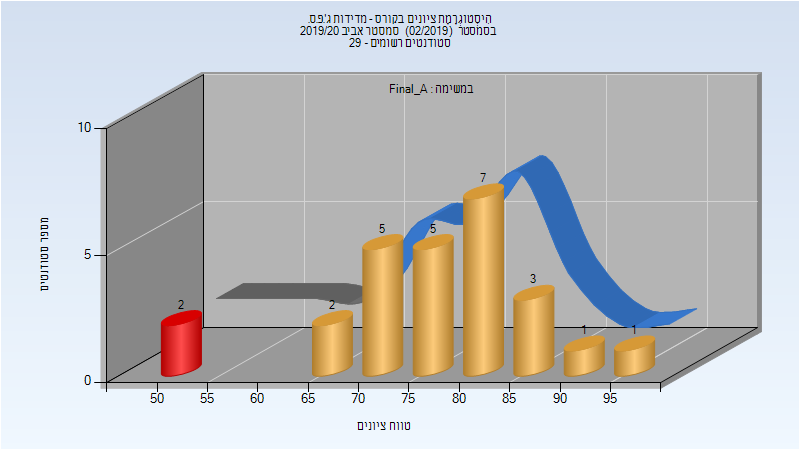 היסטוגרמת ציונים בקורס - מדידות ג'.פ.ס.
בסמסטר (02/2019) סמסטר אביב 2019/20
סטודנטים רשומים - 29
במשימה : Final_A
מספר סטודנטים
10
5
0
2
2
5
5
7
3
1
1
50 55 60 65 70 75 80 85 90 95
טווח ציונים